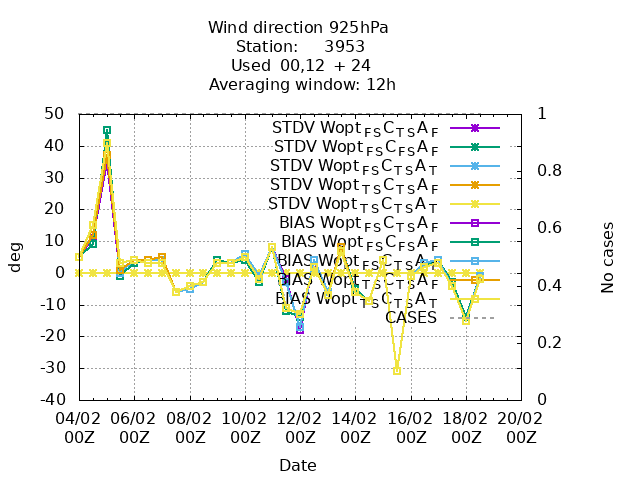 Wind direction 925hPa
Station: 3953
Used 00,12 + 24
Averaging window: 12h
50 1
40
30
20
10
0
-10
-20
-30
-40 0
0.8
0.6
0.4
0.2
deg
No cases
STDV Wopt FS C TS A F
STDV Wopt FS C FS A F
STDV Wopt FS C TS A T
STDV Wopt TS C TS A F
STDV Wopt TS C TS A T
BIAS Wopt FS C TS A F
BIAS Wopt FS C FS A F
BIAS Wopt FS C TS A T
BIAS Wopt TS C TS A F
BIAS Wopt TS C TS A T
CASES
04/02 06/02 08/02 10/02 12/02 14/02 16/02 18/02 20/02
00Z 00Z 00Z 00Z 00Z 00Z 00Z 00Z 00Z
Date